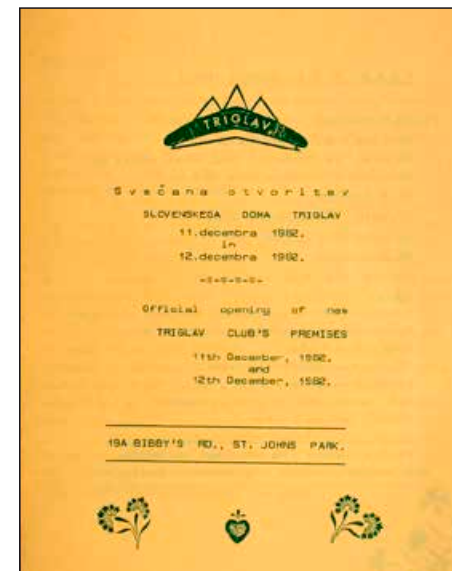 TRIGLAV
Svečana otvoritev
SLOVENSKEGA DOMA TRIGLAV
11.decembra 1982.
in
12.decembra 1982.
-o-o-o-o-
Official opening of new
TRIGLAV CLUB'S PREMISES
11th December, 1982.
and
12th December, 1982.
19A BIBBY'S RD., ST. JOHNS PARK.